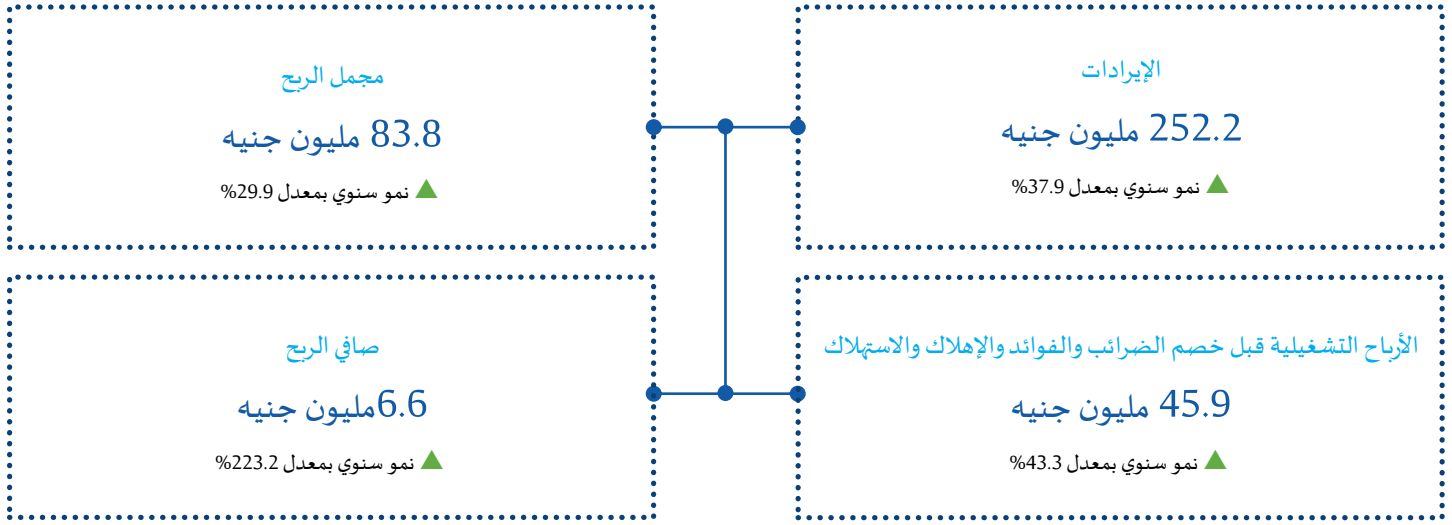 الإيرادات
252.2 مليون جنيه
▲ نمو سنوي بمعدل 37.9%
مجمل الربح
83.8 مليون جنيه
▲ نمو سنوي بمعدل 29.9%
الأرباح التشغيلية قبل خصم الضرائب والفوائد والإهلاك والاستهلاك
45.9 مليون جنيه
▲ نمو سنوي بمعدل 43.3%
صافي الربح
6.6مليون جنيه
▲ نمو سنوي بمعدل 223.2%